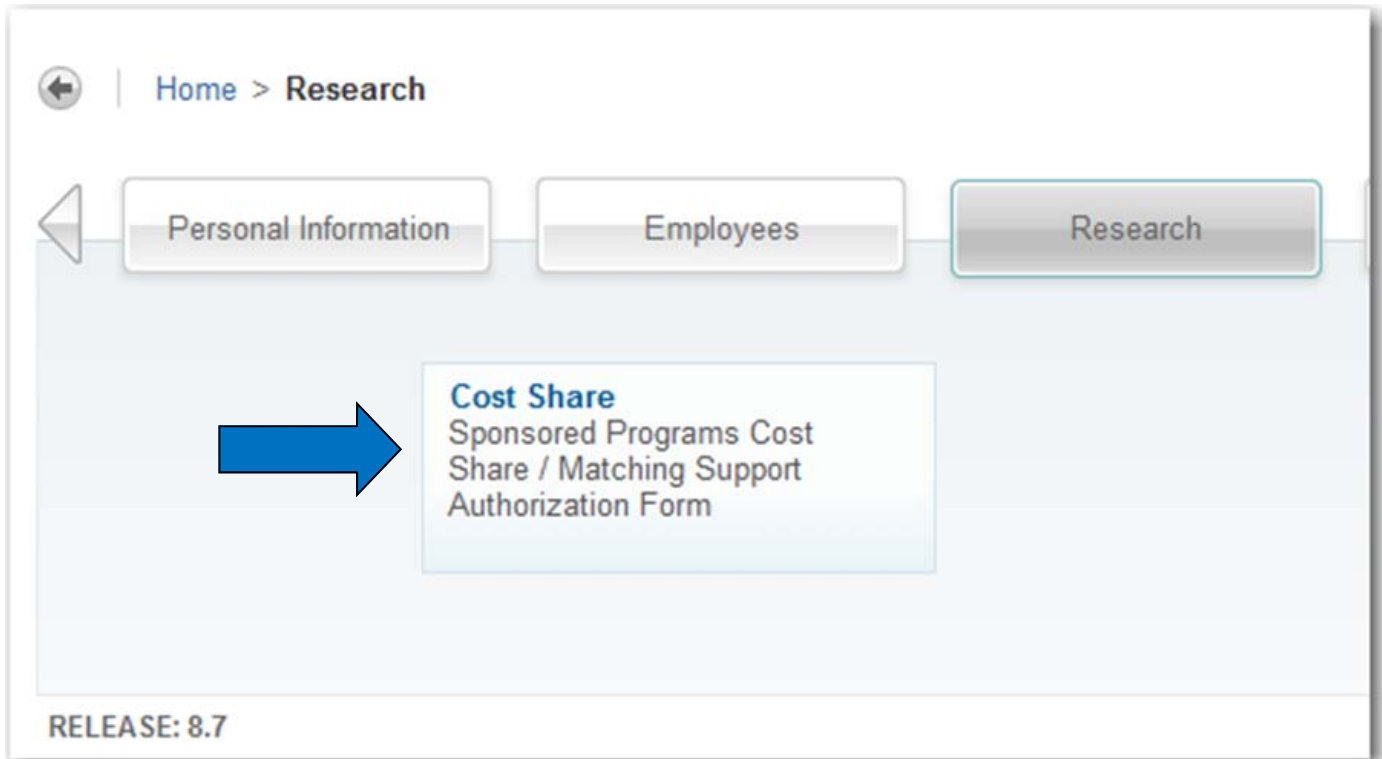 Home > Research
Personal Information Employees Research
Cost Share
Sponsored Programs Cost
Share / Matching Support
Authorization Form
RELEASE: 8.7